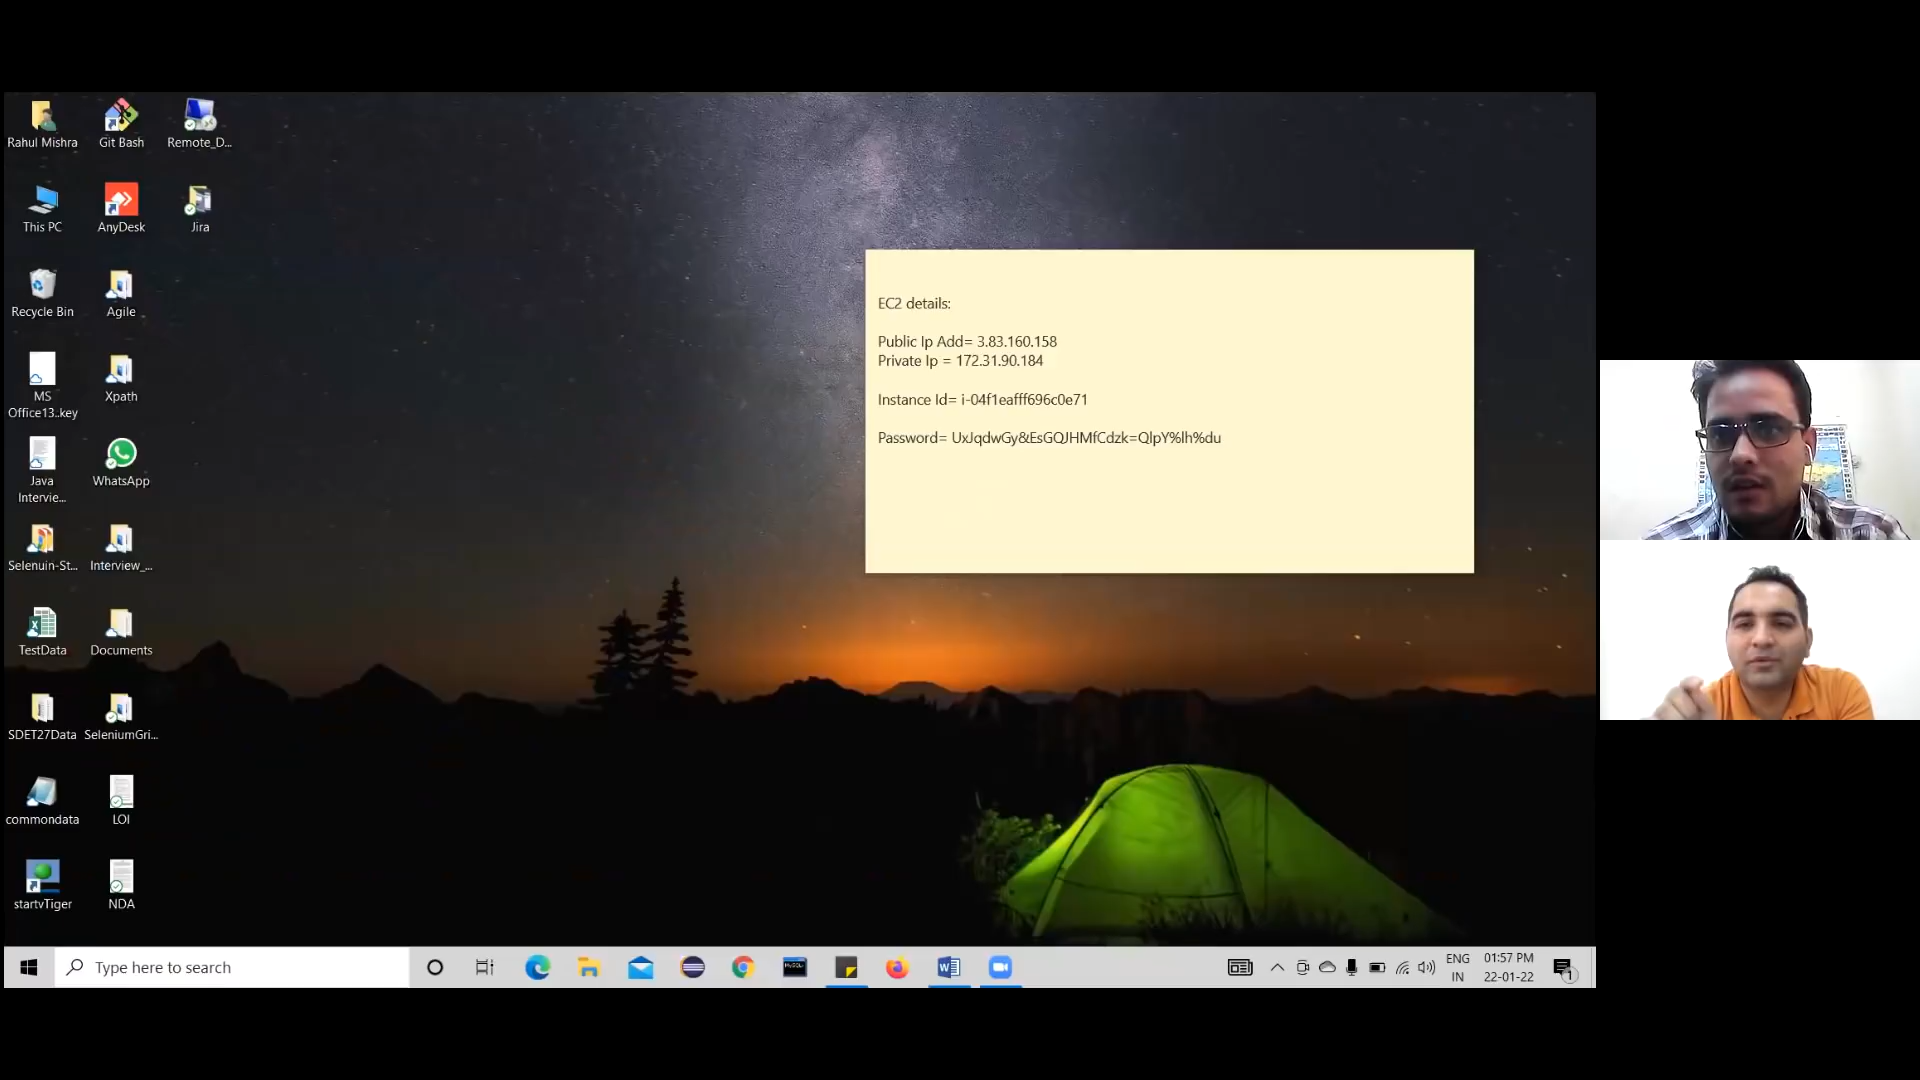 Rahul Mishra
Git Bash
Remote_D...
This PC
AnyDesk
Jira
Recycle Bin
Agile
MS
Office13..key
Xpath
Java
Intervie...
WhatsApp
Selenuin-St...
Interview_...
TestData
Documents
SDET27Data
SeleniumGri...
commondata
LOI
startvTiger
NDA
EC2 details:
Public Ip Add= 3.83.160.158
Private Ip = 172.31.90.184
Instance Id= i-04f1eafff696c0e71
Password= UxJqdwGy&EsGQJHMfCdzk=QlpY%lh%du
Type here to search
ENG
IN
01:57 PM
22-01-22
1